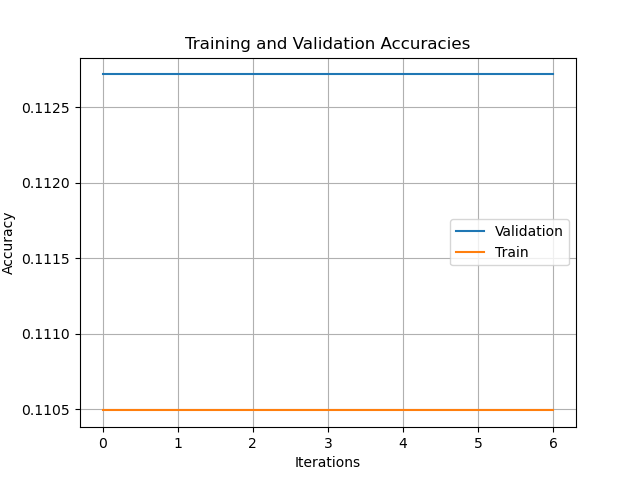 Training and Validation Accuracies
Accuracy
0.1125
0.1120
0.1115
0.1110
0.1105
Validation
Train
0 1 2 3 4 5 6
Iterations